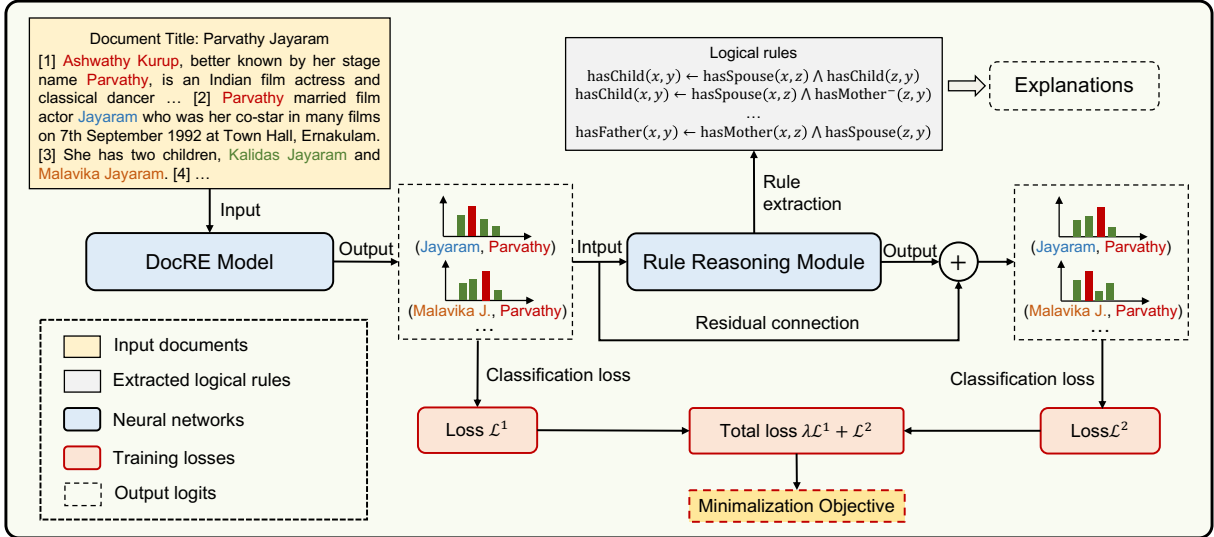 Document Title: Parvathy Jayaram
[1] Ashwathy Kurup, better known by her stage
name Parvathy, is an Indian film actress and
classical dancer … [2] Parvathy married film
actor Jayaram who was her co-star in many films
on 7th September 1992 at Town Hall, Ernakulam.
[3] She has two children, Kalidas Jayaram and
Malavika Jayaram. [4] …
Logical rules
hasChild(x, y) ← hasSpouse(x, z) ⋀ hasChild(z, y)
hasChild(x, y) ← hasSpouse(x, z) ⋀ hasMother⁻(z, y)
…
hasFather(x, y) ← hasMother(x, z) ⋀ hasSpouse(z, y)
Explanations
Input
Rule
extraction
DocRE Model
Output
(Jayaram, Parvathy)
(Malavika J., Parvathy)
…
Intput
Rule Reasoning Module
Output
+
(Jayaram, Parvathy)
(Malavika J., Parvathy)
…
Residual connection
Input documents
Extracted logical rules
Neural networks
Training losses
Output logits
Classification loss
Classification loss
Loss ℒ¹
Total loss λℒ¹ + ℒ²
Lossℒ²
Minimalization Objective